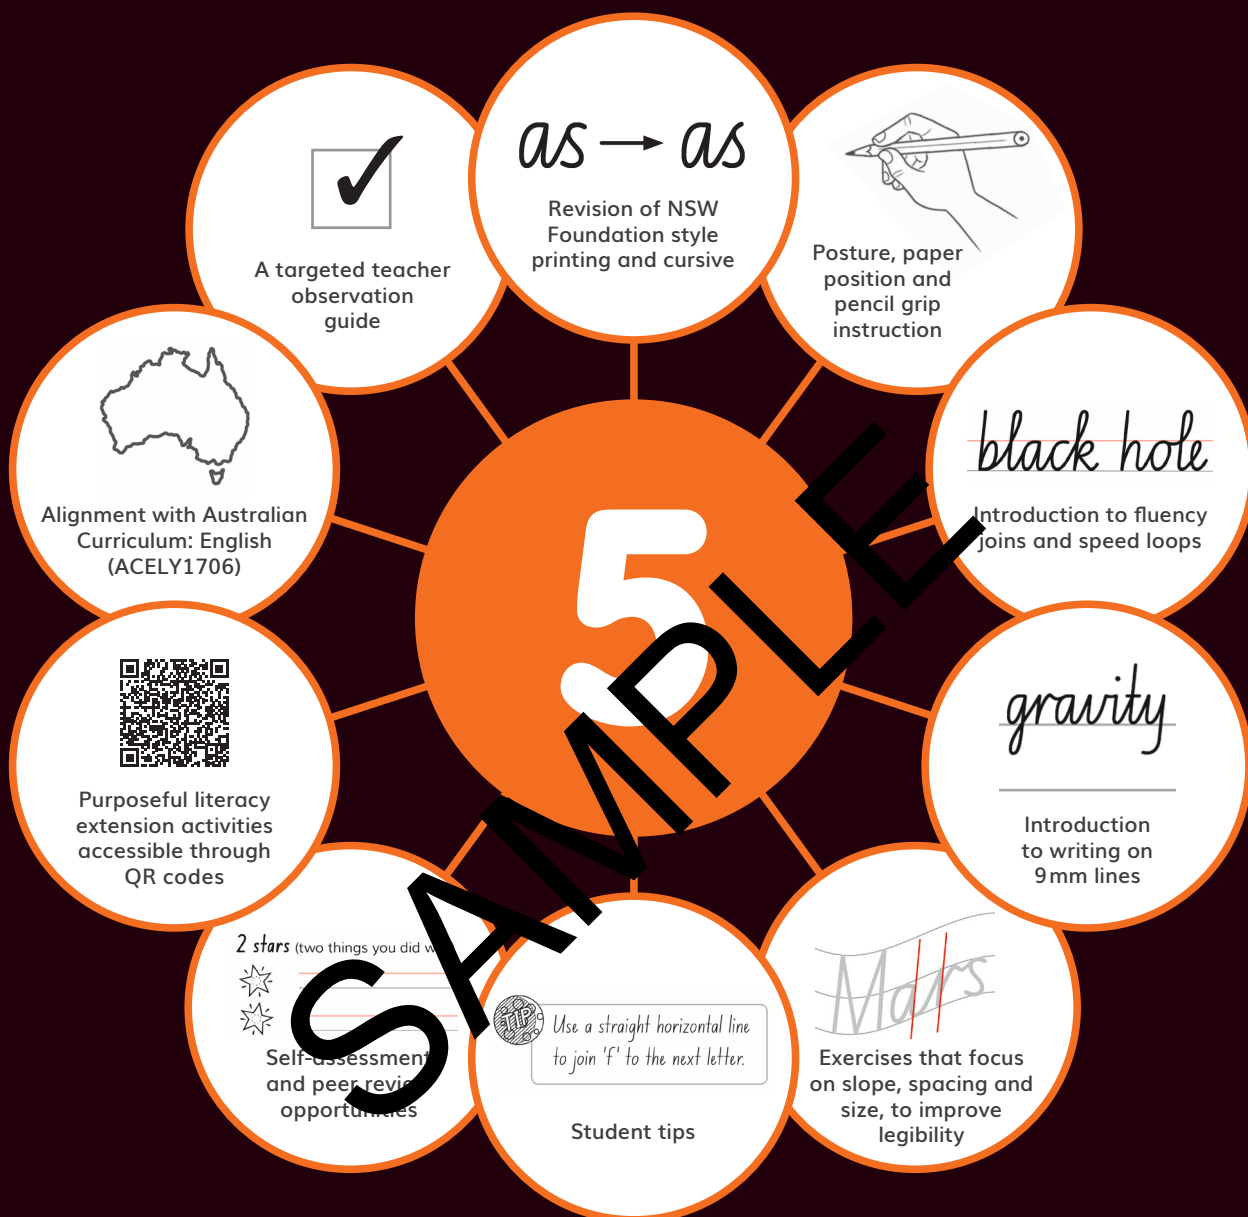 as → as
Revision of NSW
Foundation style
printing and cursive
Posture, paper
position and
pencil grip
instruction
black hole
Introduction to fluency
joins and speed loops
gravity
Introduction
to writing on
9 mm lines
Mars
Exercises that focus
on slope, spacing and
size, to improve
legibility
TIP
Use a straight horizontal line
to join 'f' to the next letter.
Student tips
2 stars (two things you did
Self-assessment
and peer review
opportunities
Purposeful literacy
extension activities
accessible through
QR codes
Alignment with Australian
Curriculum: English
(ACELY1706)
A targeted teacher
observation
guide
5
SAMPLE